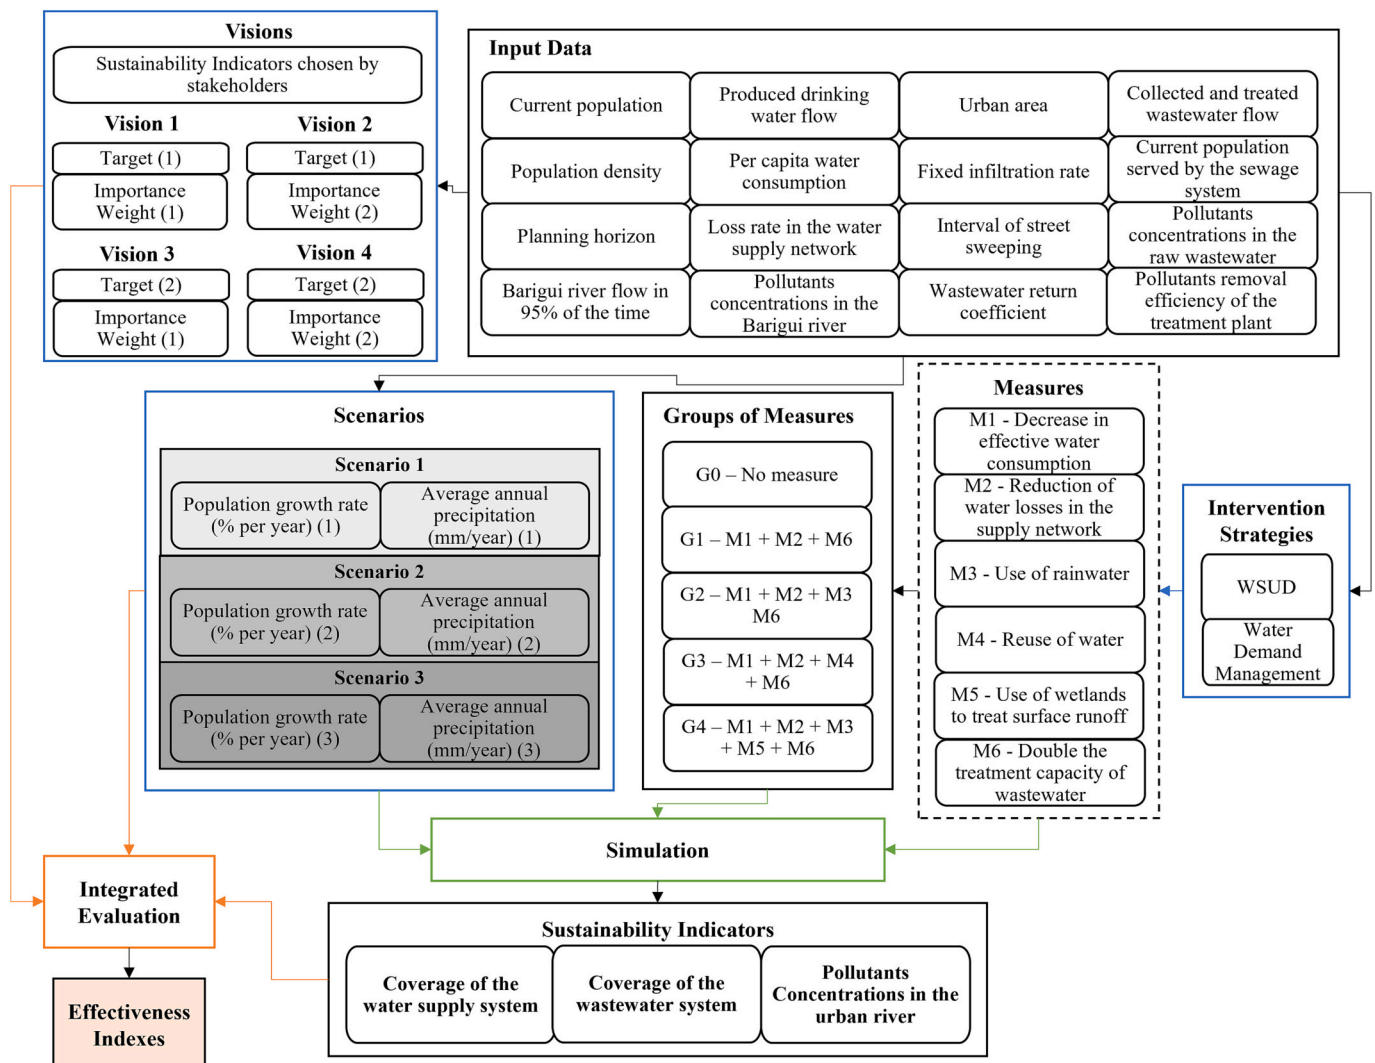 Visions
Sustainability Indicators chosen by
stakeholders
Vision 1
Target (1)
Importance
Weight (1)
Vision 2
Target (1)
Importance
Weight (2)
Vision 3
Target (2)
Importance
Weight (1)
Vision 4
Target (2)
Importance
Weight (2)
Input Data
Current population
Produced drinking
water flow
Urban area
Collected and treated
wastewater flow
Population density
Per capita water
consumption
Fixed infiltration rate
Current population
served by the sewage
system
Planning horizon
Loss rate in the water
supply network
Interval of street
sweeping
Pollutants
concentrations in the
raw wastewater
Barigui river flow in
95% of the time
Pollutants
concentrations in the
Barigui river
Wastewater return
coefficient
Pollutants removal
efficiency of the
treatment plant
Scenarios
Scenario 1
Population growth rate
(% per year) (1)
Average annual
precipitation
(mm/year) (1)
Scenario 2
Population growth rate
(% per year) (2)
Average annual
precipitation
(mm/year) (2)
Scenario 3
Population growth rate
(% per year) (3)
Average annual
precipitation
(mm/year) (3)
Groups of Measures
G0 – No measure
G1 – M1 + M2 + M6
G2 – M1 + M2 + M3
M6
G3 – M1 + M2 + M4
+ M6
G4 – M1 + M2 + M3
+ M5 + M6
Measures
M1 - Decrease in
effective water
consumption
M2 - Reduction of
water losses in the
supply network
M3 - Use of rainwater
M4 - Reuse of water
M5 - Use of wetlands
to treat surface runoff
M6 - Double the
treatment capacity of
wastewater
Intervention
Strategies
WSUD
Water
Demand
Management
Simulation
Integrated
Evaluation
Effectiveness
Indexes
Sustainability Indicators
Coverage of the
water supply system
Coverage of the
wastewater system
Pollutants
Concentrations in the
urban river